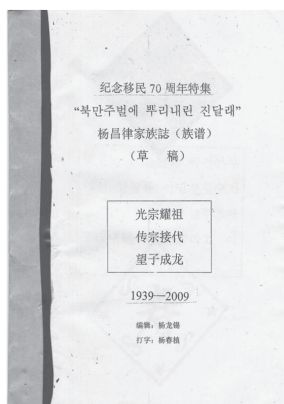 纪念移民70周年特集
“북만주벌에 뿌리내린 진달래”
杨昌律家族誌（族谱）
（草　稿）
光宗耀祖
传宗接代
望子成龙
1939—2009
编辑：杨龙锡
打字：杨春植